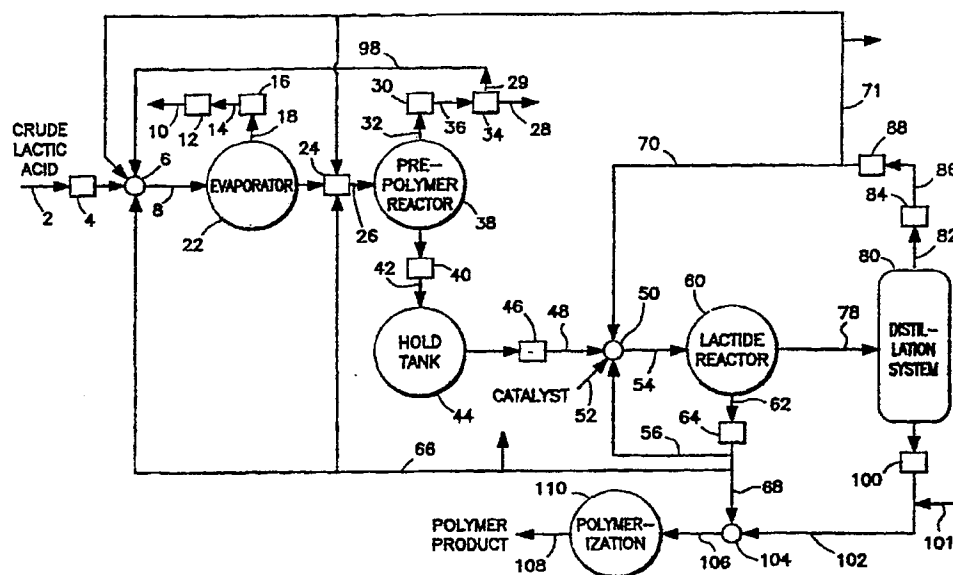 98
71
70
16
30
29
88
86
10
12
14
18
32
36
34
28
84
82
CRUDE
LACTIC
ACID
6
24
PRE-
POLYMER
REACTOR
EVAPORATOR
2
4
8
22
26
38
80
42
40
60
50
78
46
48
HOLD
TANK
LACTIDE
REACTOR
DISTIL-
LATION
SYSTEM
CATALYST
52
54
62
44
64
56
66
68
100
110
POLYMER
PRODUCT
POLYMER-
IZATION
101
108
106
104
102